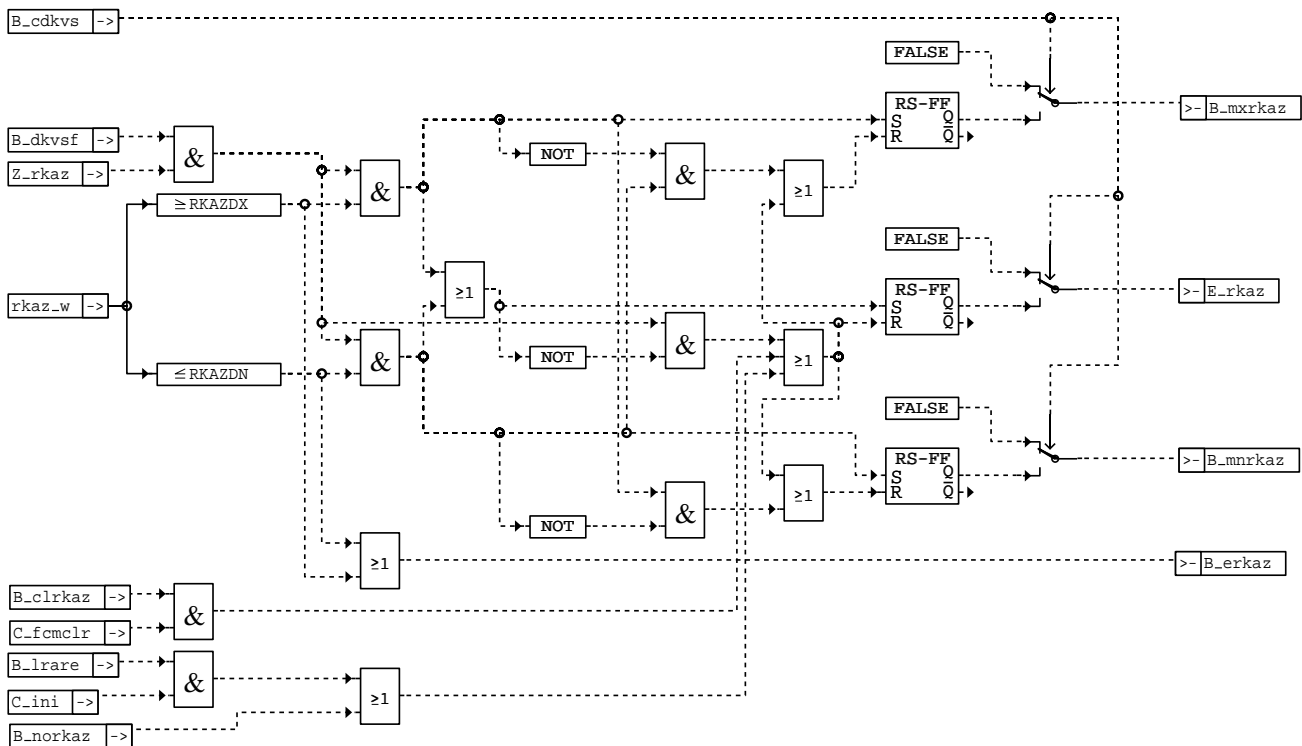 B_cdkvs ->
FALSE
RS-FF
S Q
R Q
>- B_mxrkaz
B_dkvsf ->
Z_rkaz ->
&
&
NOT
&
≥1
≥RKAZDX
FALSE
rkaz_w ->
≥1
RS-FF
S Q
R Q
>- E_rkaz
&
NOT
&
≥1
≤RKAZDN
FALSE
RS-FF
S Q
R Q
>- B_mnrkaz
≥1
NOT
&
≥1
>- B_erkaz
B_clrkaz ->
C_fcmclr ->
&
B_lrare ->
C_ini ->
&
≥1
B_norkaz ->